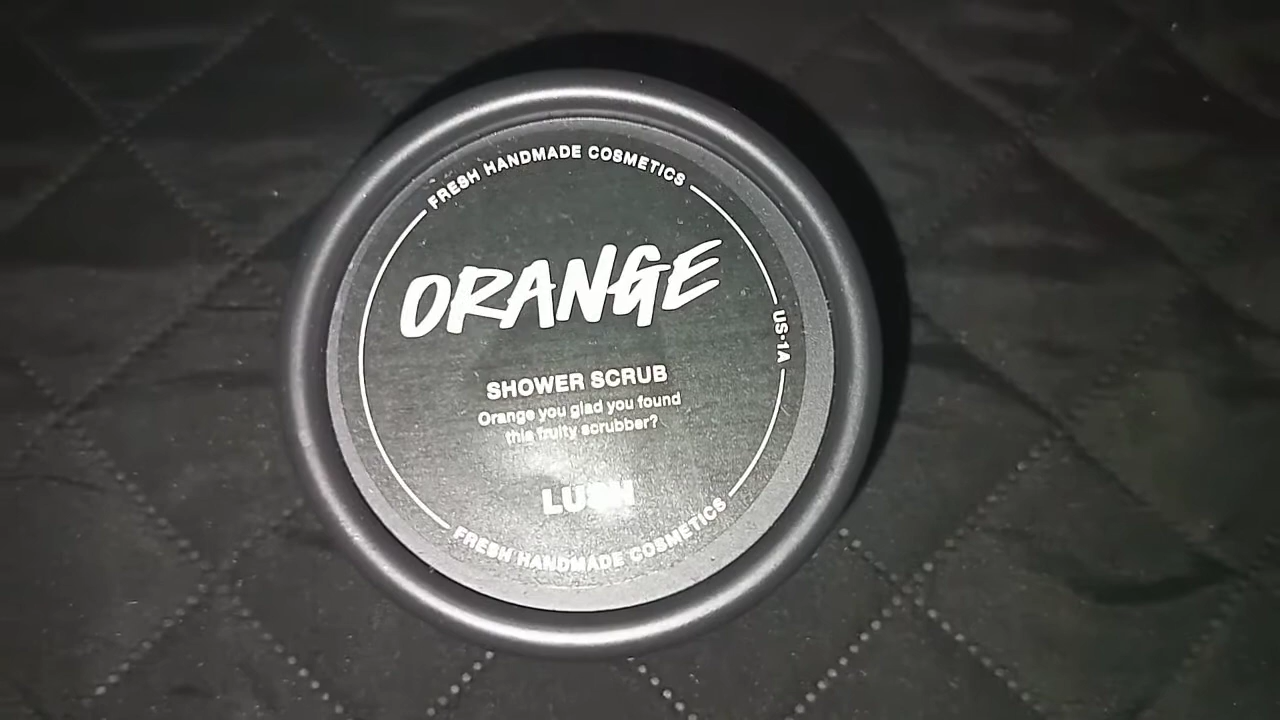 FRESH HANDMADE COSMETICS
ORANGE
US-1A
SHOWER SCRUB
Orange you glad you found
this fruity scrubber?
LUSH
FRESH HANDMADE COSMETICS